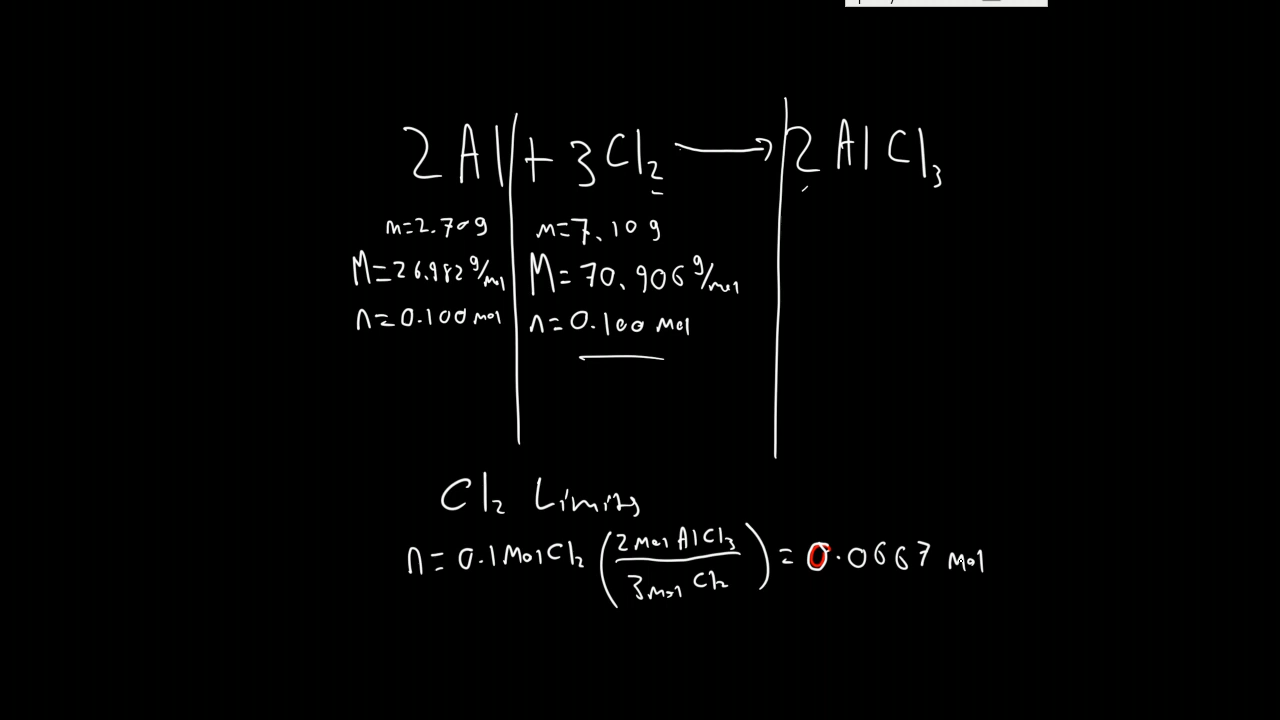 2Al + 3Cl₂ → 2AlCl₃
m=2.70g m=7.10g
M=26.982g/mol M=70.906g/mol
n=0.100mol n=0.100mol
Cl₂ Limits
n=0.1MolCl₂ (2mol AlCl₃ / 3mol Cl₂) = 0.0667 mol